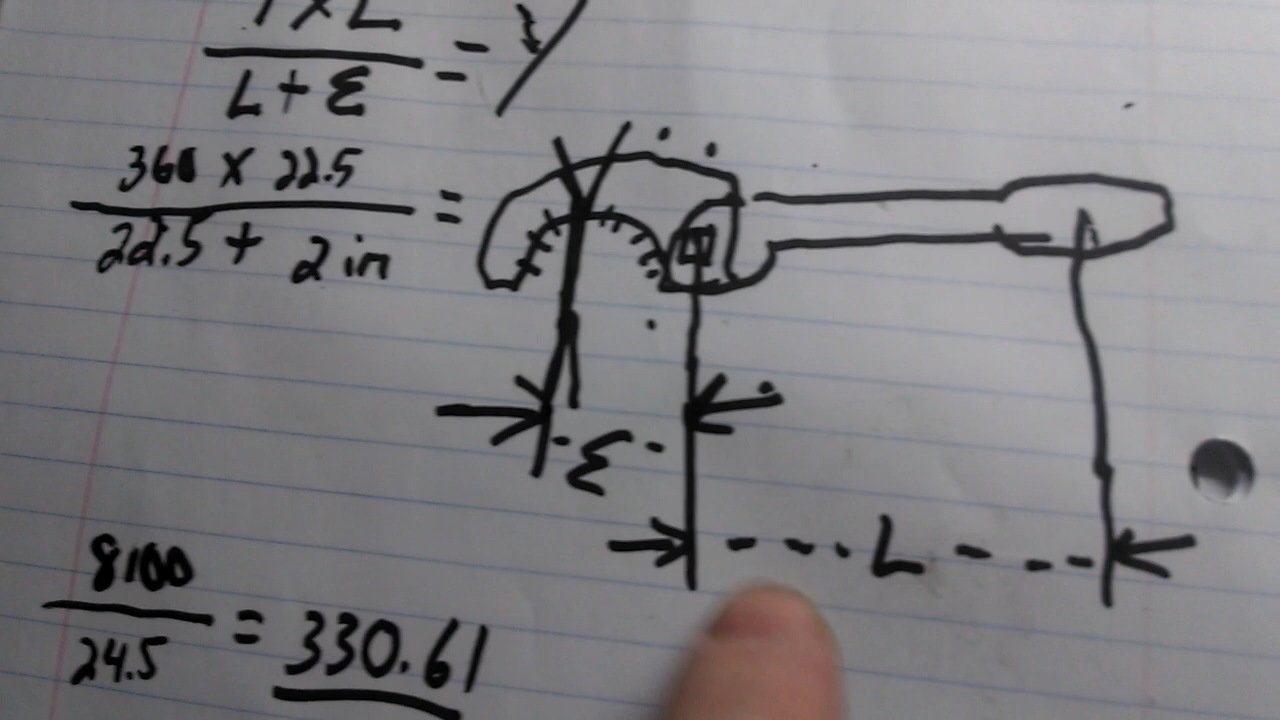 T x L
L + E = Y
360 x 22.5
22.5 + 2 in =
E
L
8100
24.5 = 330.61